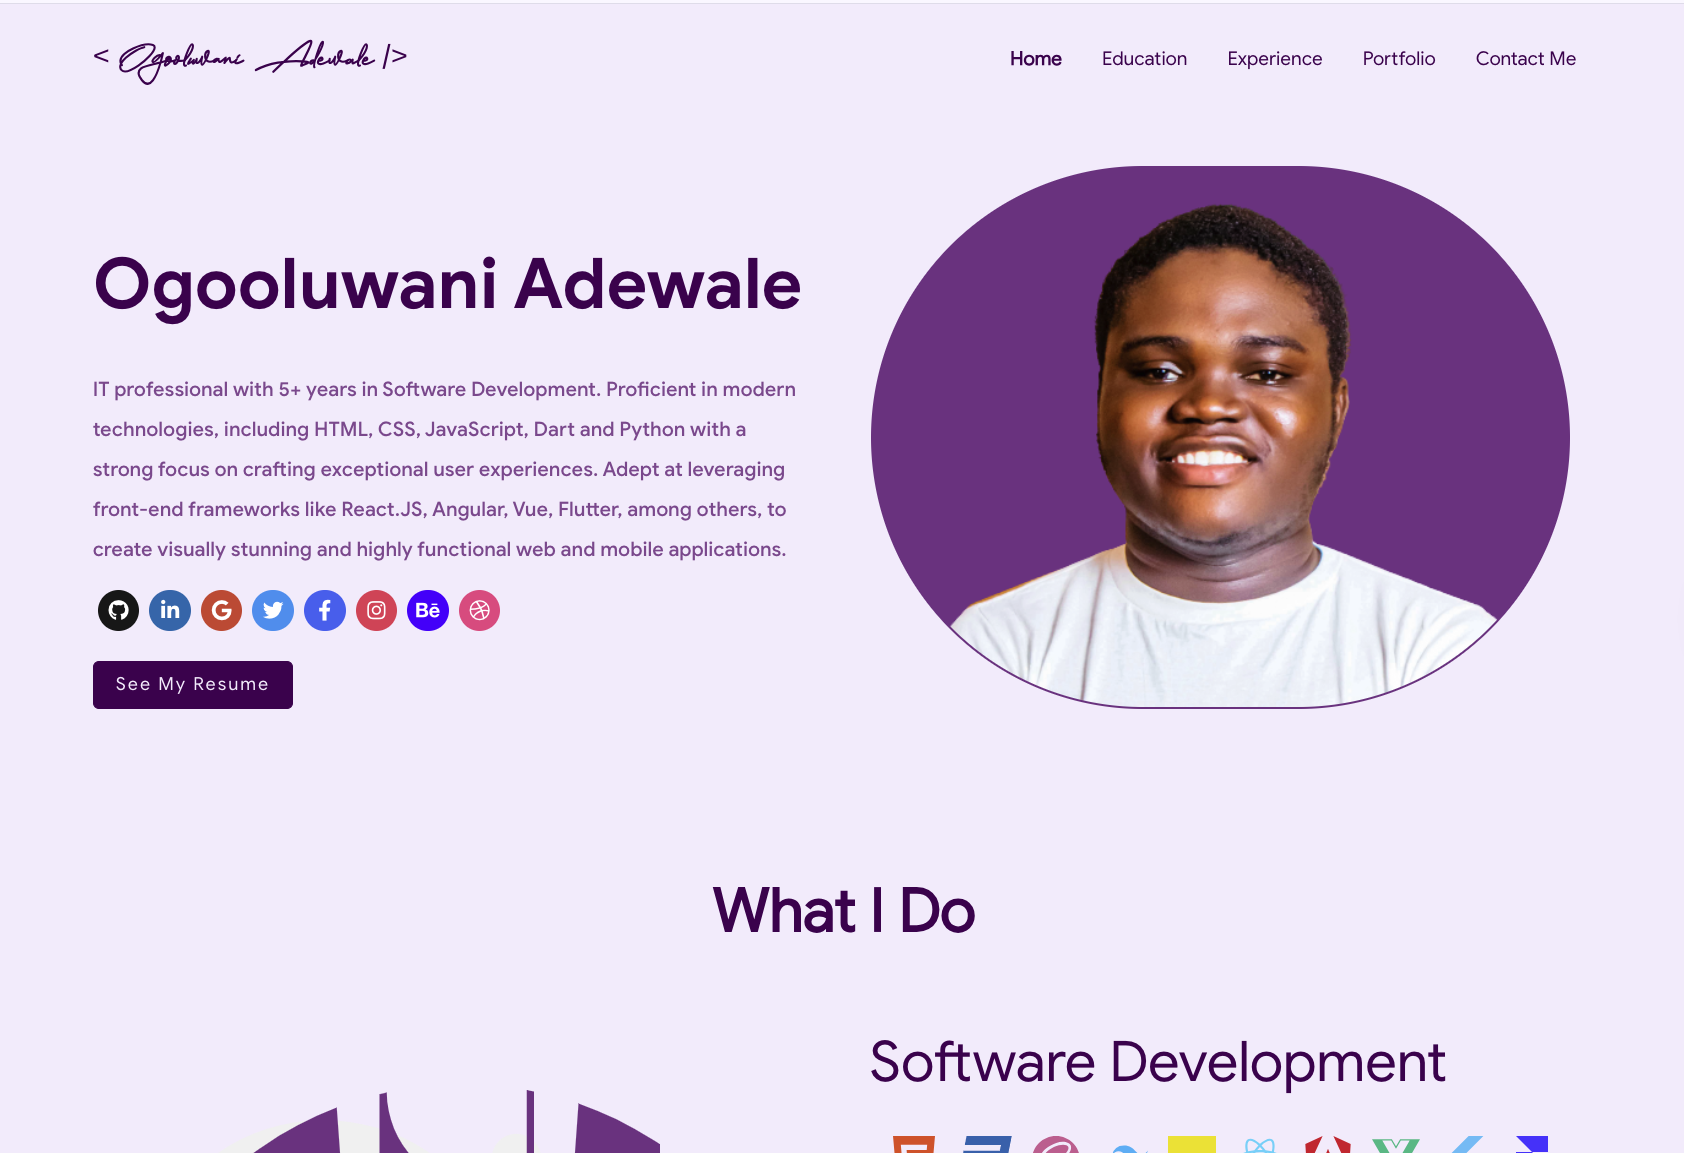 < Ogooluwani Adewale />
Home Education Experience Portfolio Contact Me
Ogooluwani Adewale
IT professional with 5+ years in Software Development. Proficient in modern
technologies, including HTML, CSS, JavaScript, Dart and Python with a
strong focus on crafting exceptional user experiences. Adept at leveraging
front-end frameworks like React.JS, Angular, Vue, Flutter, among others, to
create visually stunning and highly functional web and mobile applications.
in G f Bē
See My Resume
What I Do
Software Development